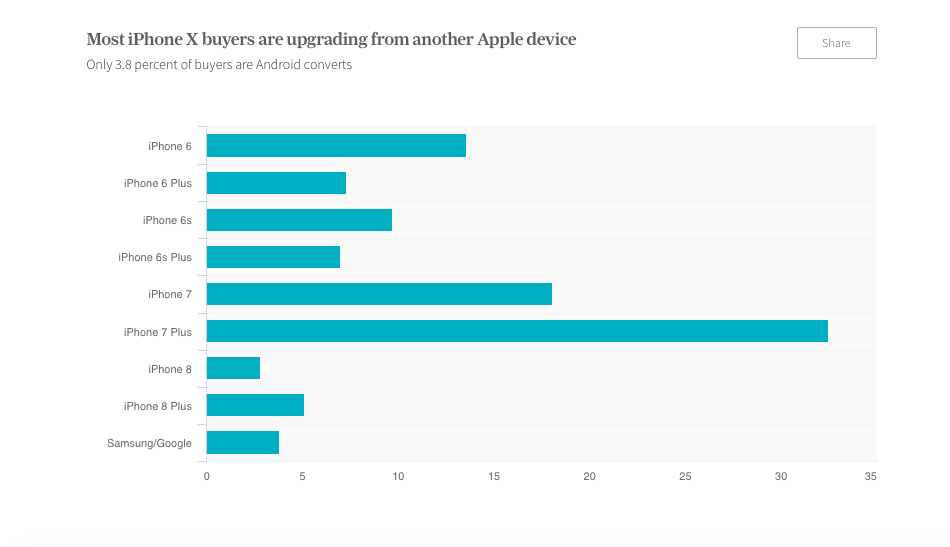 Most iPhone X buyers are upgrading from another Apple device
Share
Only 3.8 percent of buyers are Android converts
iPhone 6
iPhone 6 Plus
iPhone 6s
iPhone 6s Plus
iPhone 7
iPhone 7 Plus
iPhone 8
iPhone 8 Plus
Samsung/Google
0 5 10 15 20 25 30 35